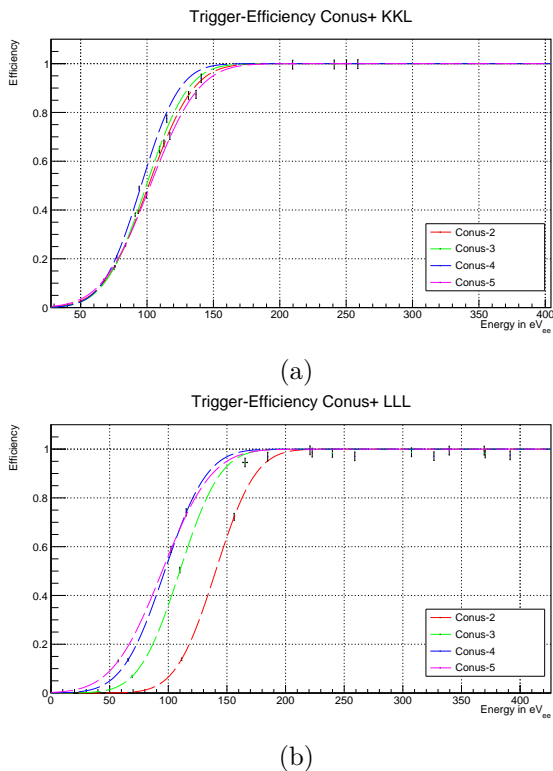 Trigger-Efficiency Conus+ KKL
Efficiency
1
0.8
0.6
0.4
0.2
0
50
100
150
200
250
300
350
400
Energy in eVee
Conus-2
Conus-3
Conus-4
Conus-5
(a)
Trigger-Efficiency Conus+ LLL
Efficiency
1
0.8
0.6
0.4
0.2
0
0
50
100
150
200
250
300
350
400
Energy in eVee
Conus-2
Conus-3
Conus-4
Conus-5
(b)